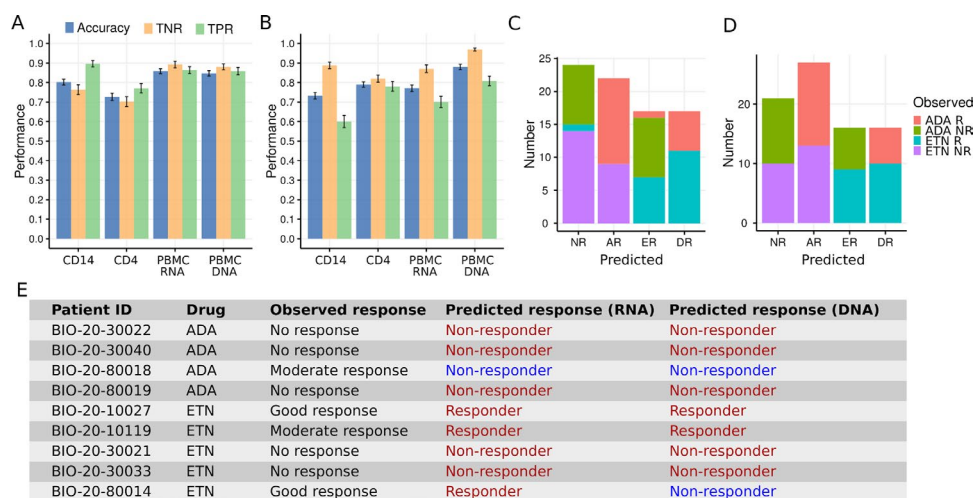 A
Accuracy TNR TPR
Performance
1.0
0.9
0.8
0.7
0.6
0.5
0.4
0.3
0.2
0.1
0.0
CD14 CD4 PBMC RNA PBMC DNA
B
Performance
1.0
0.9
0.8
0.7
0.6
0.5
0.4
0.3
0.2
0.1
0.0
CD14 CD4 PBMC RNA PBMC DNA
C
Number
25
20
15
10
5
0
NR AR ER DR
Predicted
D
Number
20
10
0
NR AR ER DR
Predicted
Observed
ADA R
ADA NR
ETN R
ETN NR
E
Patient ID Drug Observed response Predicted response (RNA) Predicted response (DNA)
BIO-20-30022 ADA No response Non-responder Non-responder
BIO-20-30040 ADA No response Non-responder Non-responder
BIO-20-80018 ADA Moderate response Non-responder Non-responder
BIO-20-80019 ADA No response Non-responder Non-responder
BIO-20-10027 ETN Good response Responder Responder
BIO-20-10119 ETN Moderate response Responder Responder
BIO-20-30021 ETN No response Non-responder Non-responder
BIO-20-30033 ETN No response Non-responder Non-responder
BIO-20-80014 ETN Good response Responder Non-responder